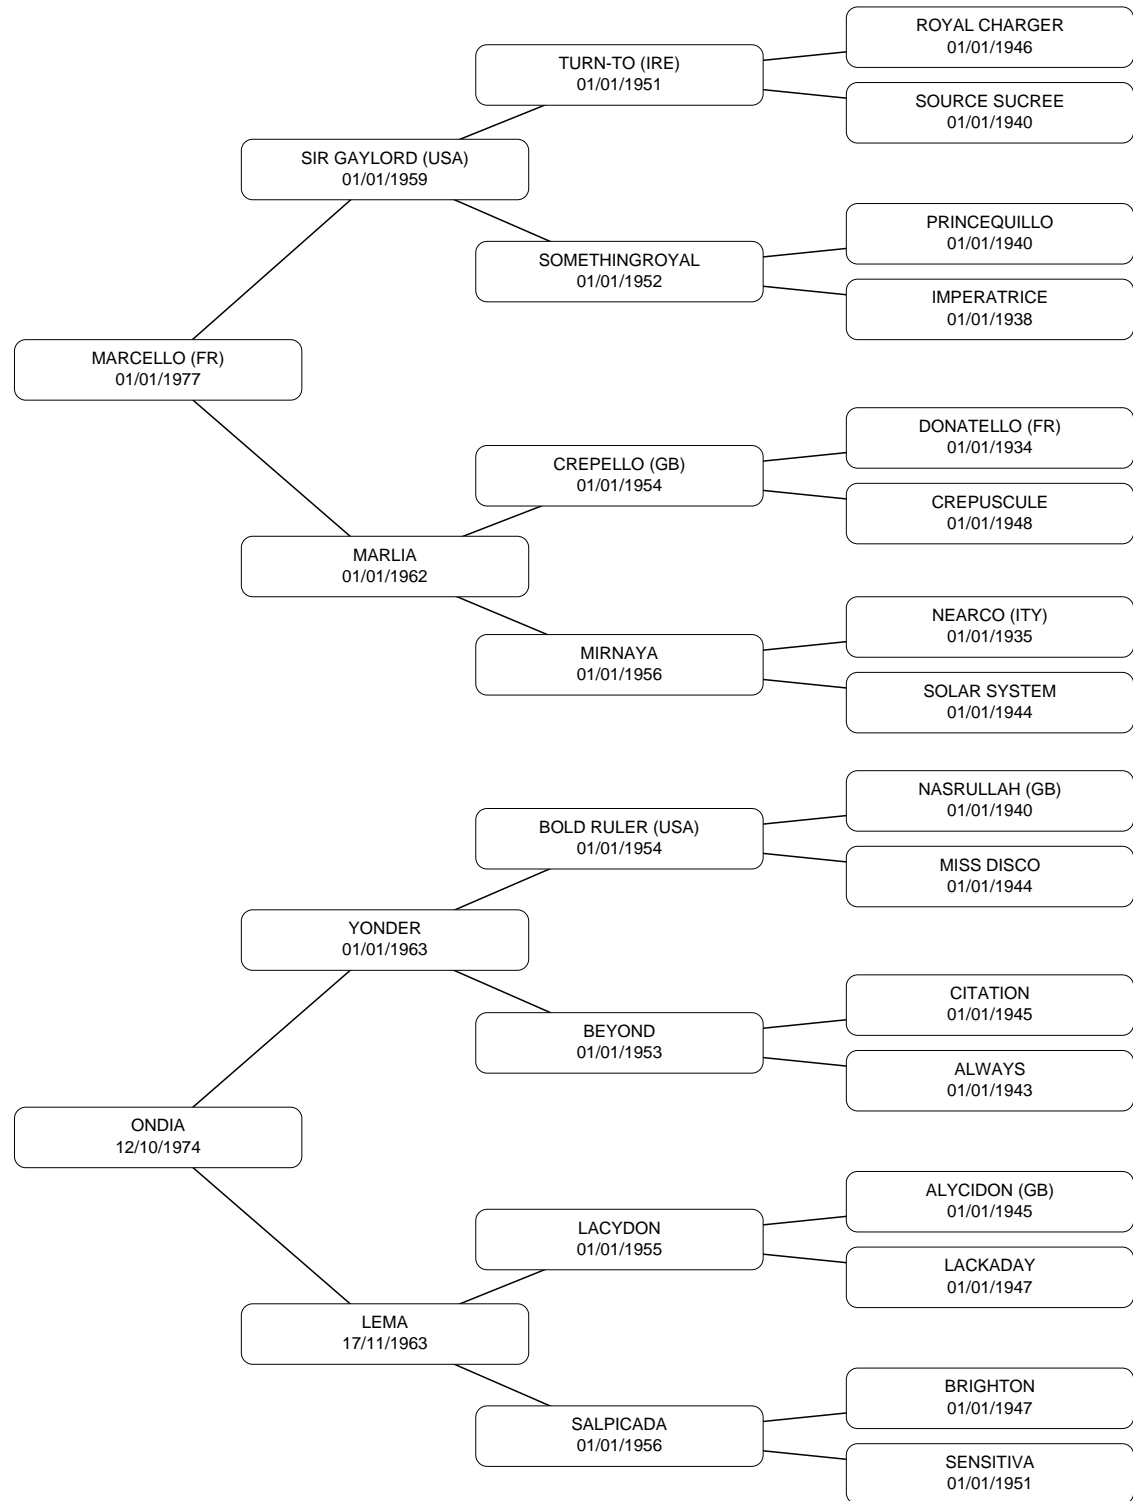 ROYAL CHARGER
01/01/1946
TURN-TO (IRE)
01/01/1951
SOURCE SUCREE
01/01/1940
SIR GAYLORD (USA)
01/01/1959
PRINCEQUILLO
01/01/1940
SOMETHINGROYAL
01/01/1952
IMPERATRICE
01/01/1938
MARCELLO (FR)
01/01/1977
DONATELLO (FR)
01/01/1934
CREPELLO (GB)
01/01/1954
CREPUSCULE
01/01/1948
MARLIA
01/01/1962
NEARCO (ITY)
01/01/1935
MIRNAYA
01/01/1956
SOLAR SYSTEM
01/01/1944
NASRULLAH (GB)
01/01/1940
BOLD RULER (USA)
01/01/1954
MISS DISCO
01/01/1944
YONDER
01/01/1963
CITATION
01/01/1945
BEYOND
01/01/1953
ALWAYS
01/01/1943
ONDIA
12/10/1974
ALYCIDON (GB)
01/01/1945
LACYDON
01/01/1955
LACKADAY
01/01/1947
LEMA
17/11/1963
BRIGHTON
01/01/1947
SALPICADA
01/01/1956
SENSITIVA
01/01/1951